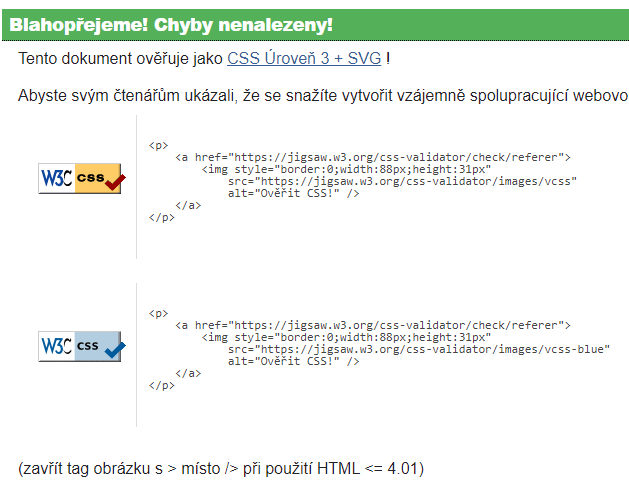 Blahopřejeme! Chyby nenalezeny!
Tento dokument ověřuje jako CSS Úroveň 3 + SVG !
Abyste svým čtenářům ukázali, že se snažíte vytvořit vzájemně spolupracující webovo
<p>
<a href="https://jigsaw.w3.org/css-validator/check/referer">
<img style="border:0;width:88px;height:31px"
W3C css
src="https://jigsaw.w3.org/css-validator/images/vcss"
alt="Ověřit CSS!" />
</a>
</p>
<p>
<a href="https://jigsaw.w3.org/css-validator/check/referer">
<img style="border:0;width:88px;height:31px"
W3C css
src="https://jigsaw.w3.org/css-validator/images/vcss-blue"
alt="Ověřit CSS!" />
</a>
</p>
(zavřít tag obrázku s > místo /> při použití HTML <= 4.01)